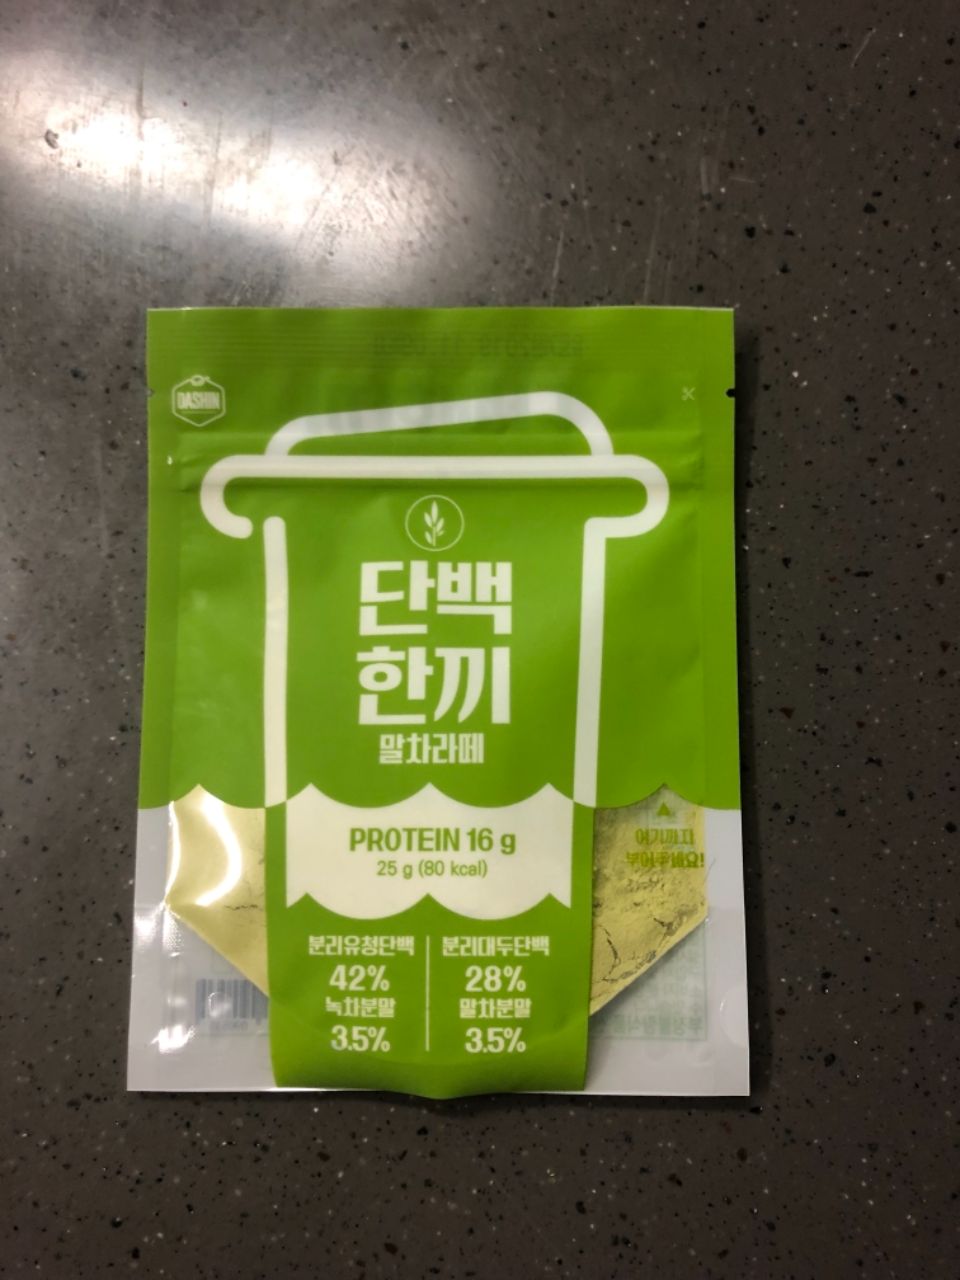 DASHIN
단백
한끼
말차라떼
PROTEIN 16 g
25 g (80 kcal)
여기까지
부어주세요!
분리유청단백
42%
녹차분말
3.5%
분리대두단백
28%
말차분말
3.5%